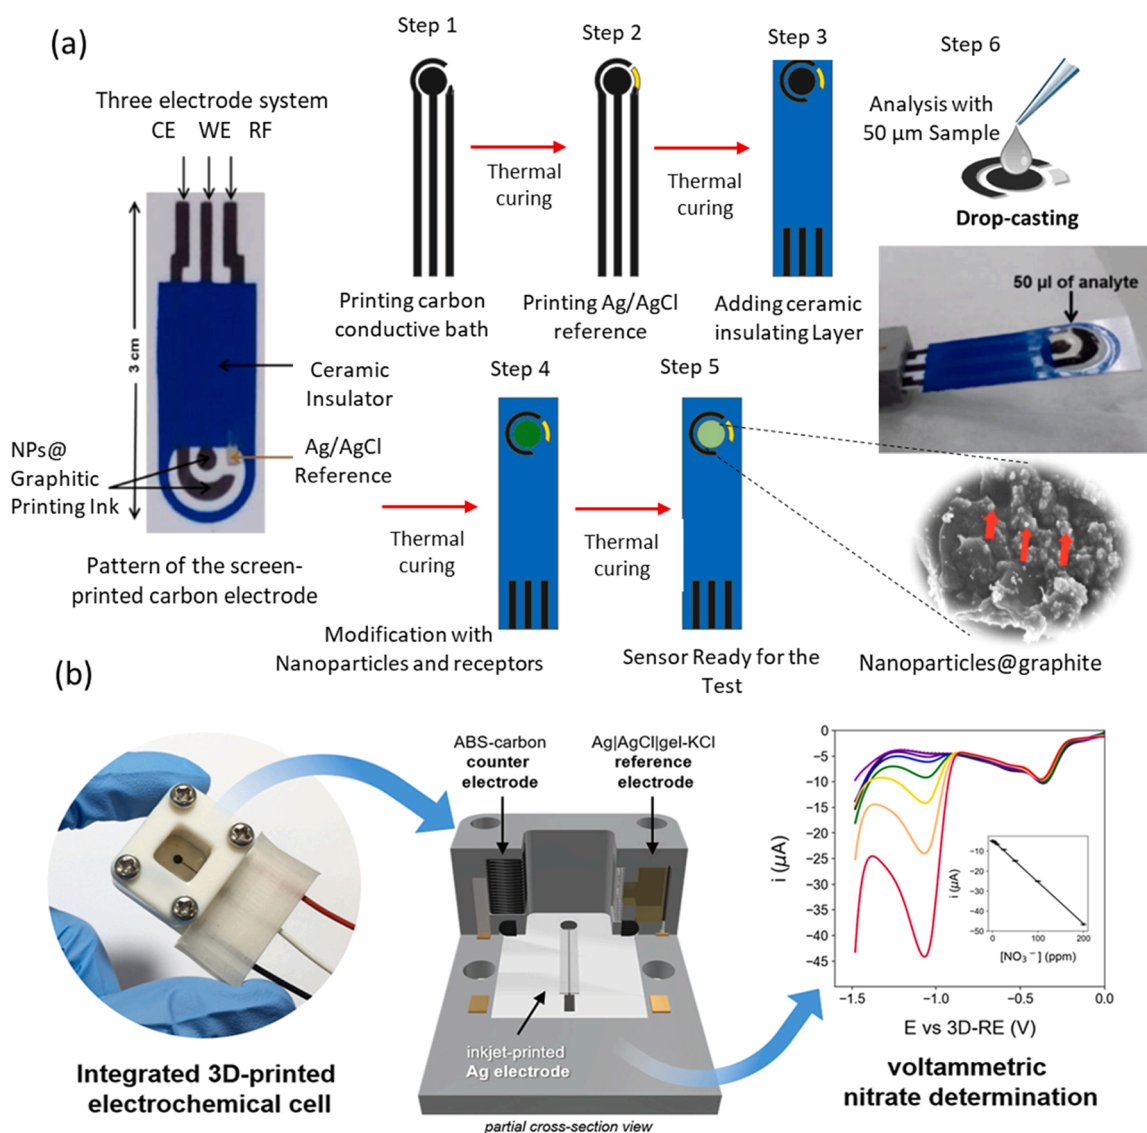 (a)
Three electrode system
CE WE RF
3 cm
Ceramic
Insulator
NPs@
Graphitic
Printing Ink
Ag/AgCl
Reference
Pattern of the screen-
printed carbon electrode
Step 1
Printing carbon
conductive bath
Thermal
curing
Step 2
Printing Ag/AgCl
reference
Thermal
curing
Step 3
Adding ceramic
insulating Layer
Thermal
curing
Step 4
Modification with
Nanoparticles and receptors
Thermal
curing
Step 5
Sensor Ready for the
Test
Step 6
Analysis with
50 µm Sample
Drop-casting
50 µl of analyte
Nanoparticles@graphite
(b)
Integrated 3D-printed
electrochemical cell
ABS-carbon
counter
electrode
Ag|AgCl|gel-KCl
reference
electrode
inkjet-printed
Ag electrode
partial cross-section view
0
−5
−10
−15
−20
−25
−30
−35
−40
−45
i (µA)
−1.5 −1.0 −0.5 0.0
E vs 3D-RE (V)
−10
−20
−30
−40
−50
i (µA)
0 100 200
[NO₃⁻] (ppm)
voltammetric
nitrate determination